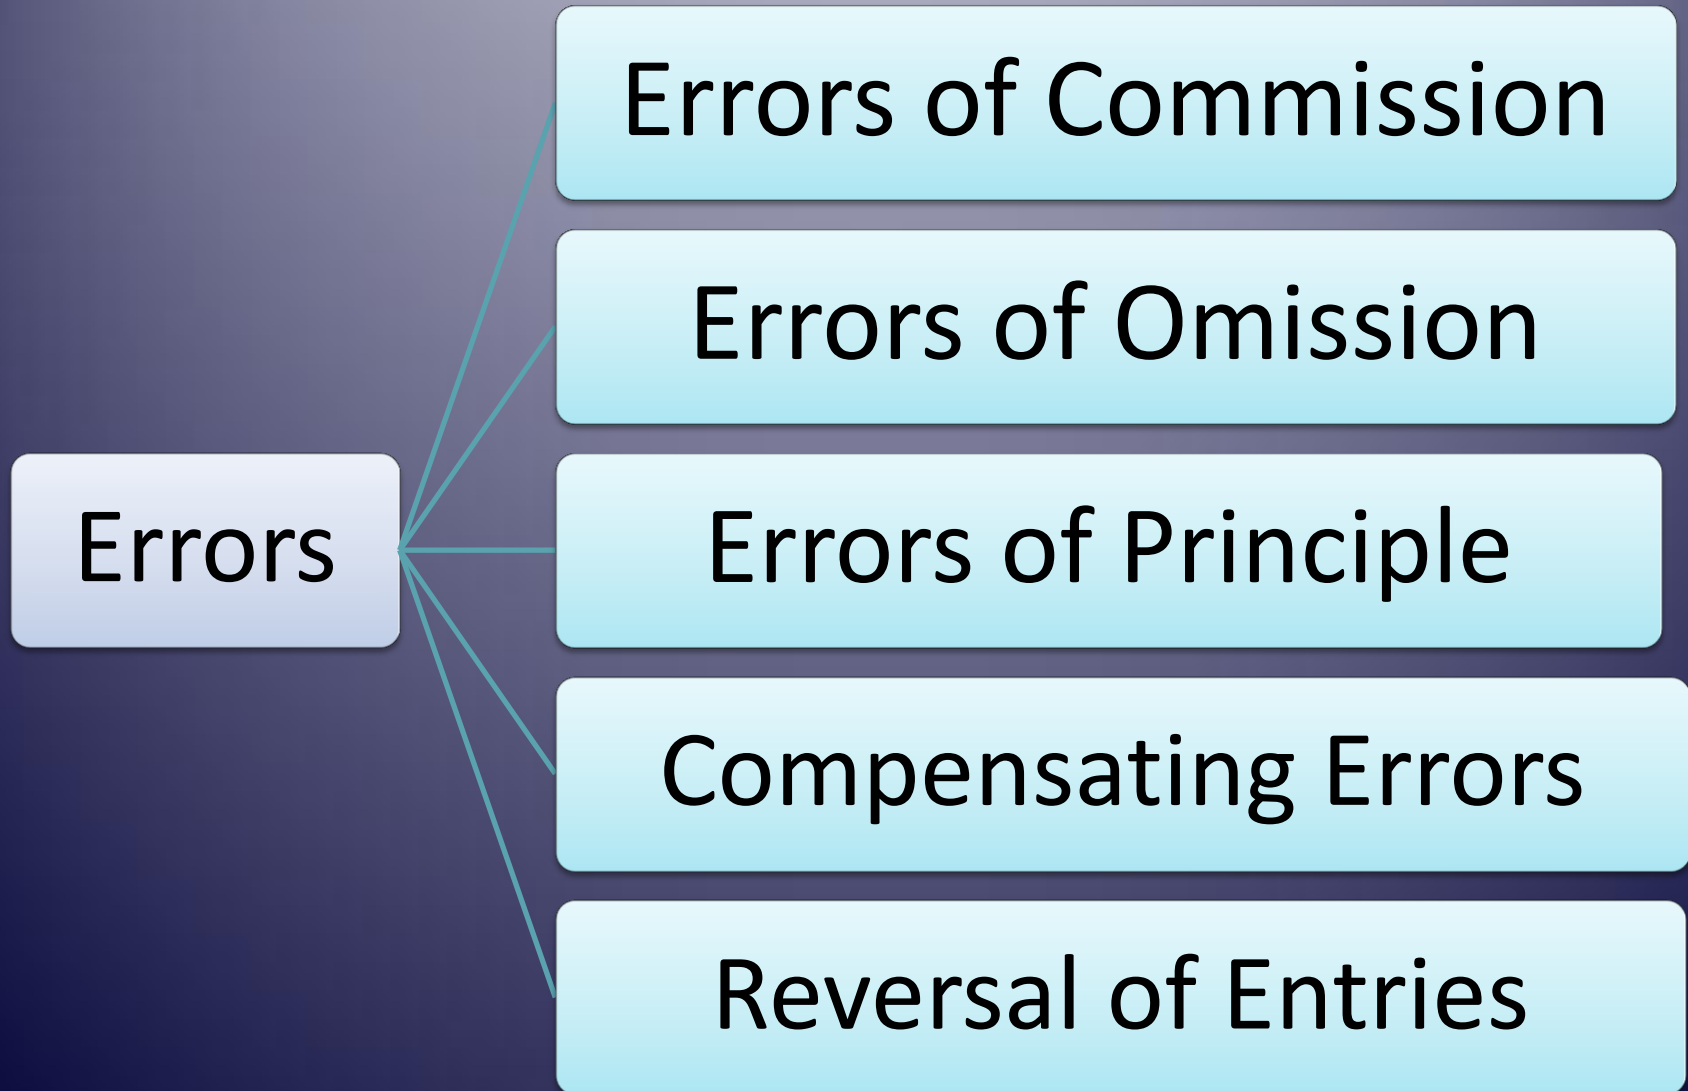 Errors
Errors of Commission
Errors of Omission
Errors of Principle
Compensating Errors
Reversal of Entries